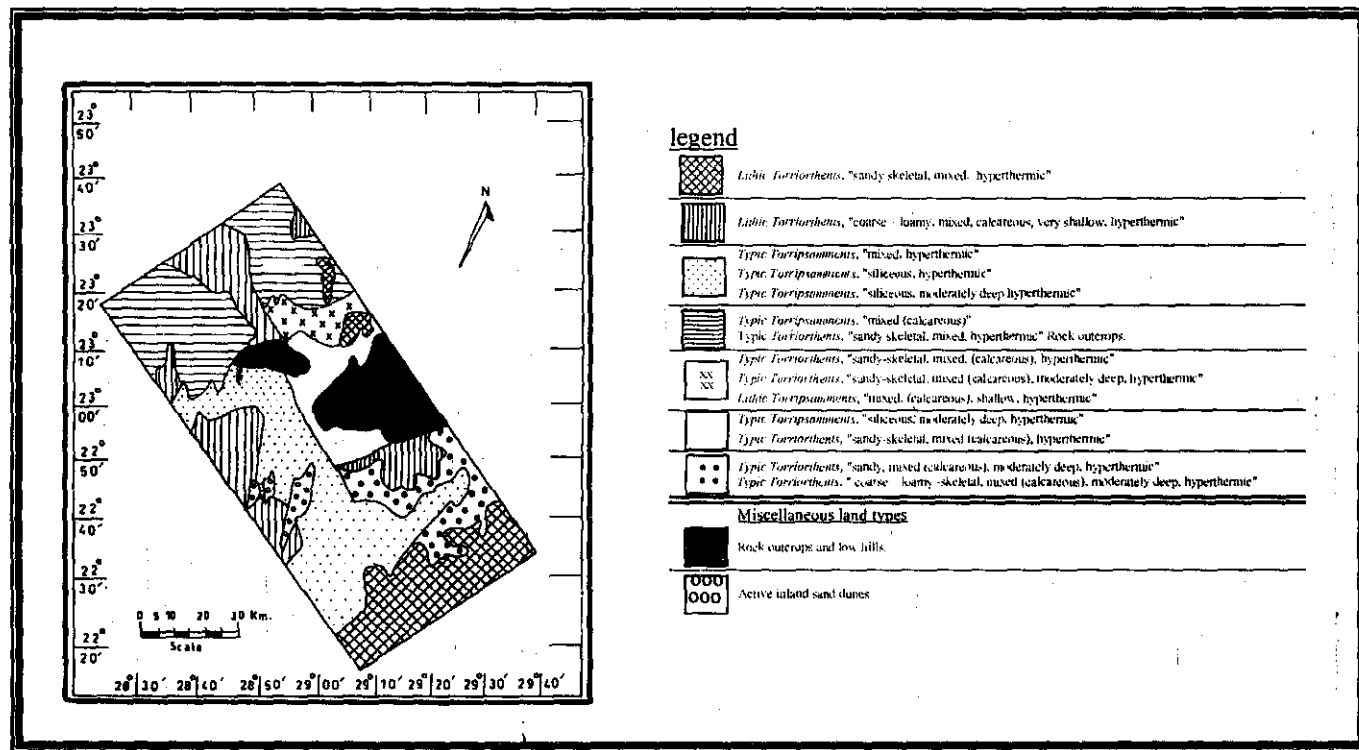 23°
50′
23°
40′
23°
30′
23°
20′
23°
10′
23°
00′
22°
50′
22°
40′
22°
30′
22°
20′
N
0 5 10 20 30 Km.
Scale
28° 30′ 28° 40′ 28° 50′ 29° 00′ 29° 10′ 29° 20′ 29° 30′ 29° 40′
legend
Lithic Torriorthents, "sandy skeletal, mixed, hyperthermic"
Lithic Torriorthents, "coarse - loamy, mixed, calcareous, very shallow, hyperthermic"
Typic Torripsamments, "mixed, hyperthermic"
Typic Torripsamments, "siliceous, hyperthermic"
Typic Torripsamments, "siliceous, moderately deep hyperthermic"
Typic Torripsamments, "mixed (calcareous)"
Typic Torriorthents, "sandy skeletal, mixed, hyperthermic" Rock outcrops.
xx
xx
Typic Torriorthents, "sandy-skeletal, mixed, (calcareous), hyperthermic"
Typic Torriorthents, "sandy-skeletal, mixed (calcareous), moderately deep, hyperthermic"
Lithic Torripsamments, "mixed, (calcareous), shallow, hyperthermic"
Typic Torripsamments, "siliceous, moderately deep, hyperthermic"
Typic Torriorthents, "sandy-skeletal, mixed (calcareous), hyperthermic"
Typic Torriorthents, "sandy, mixed (calcareous), moderately deep, hyperthermic"
Typic Torriorthents, " coarse - loamy -skeletal, mixed (calcareous), moderately deep, hyperthermic"
Miscellaneous land types
Rock outcrops and low hills.
Active inland sand dunes